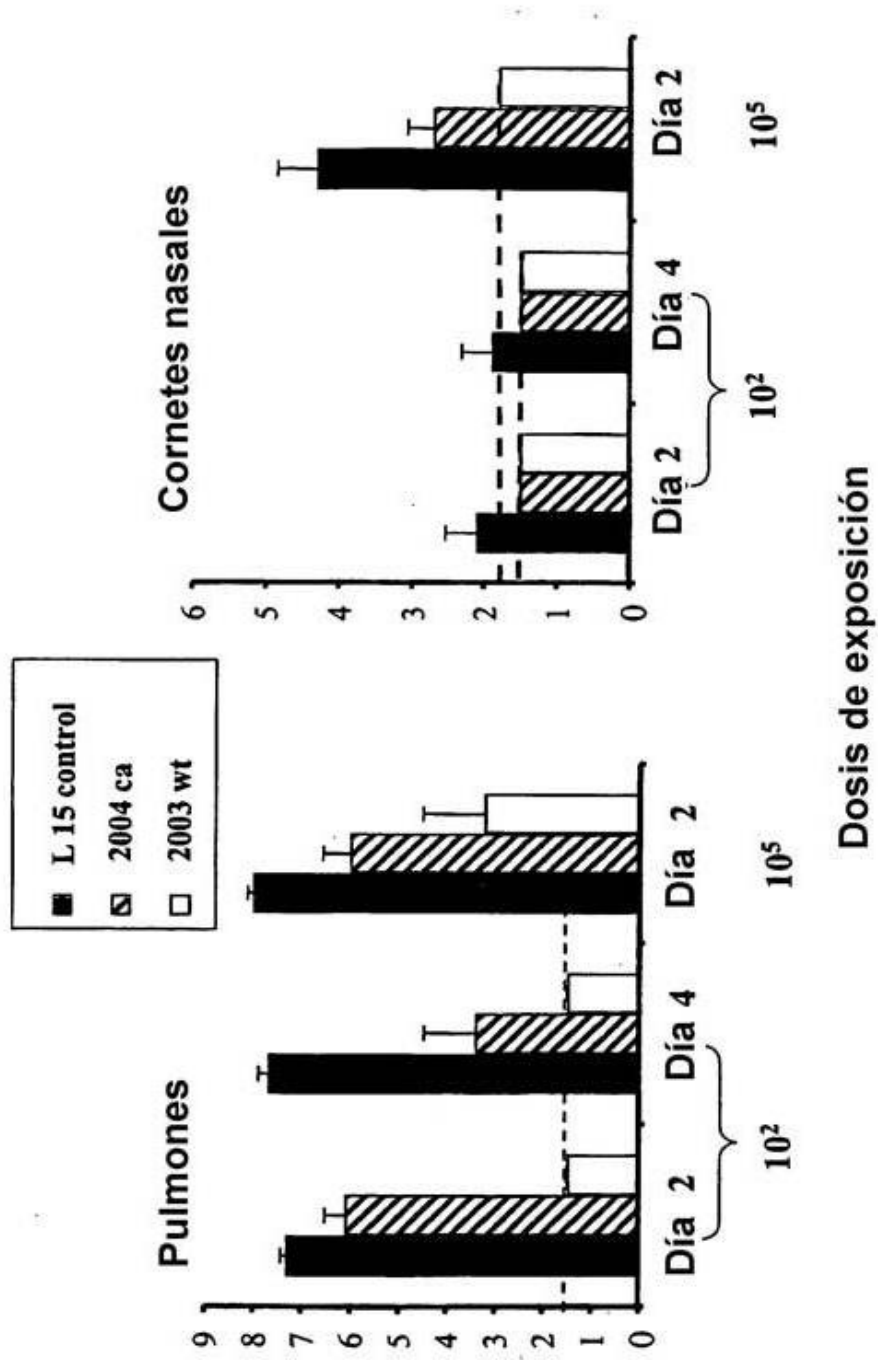 L 15 control
2004 ca
2003 wt
Pulmones
9
8
7
6
5
4
3
2
1
0
Día 2
Día 4
Día 2
10²
10⁵
Cornetes nasales
6
5
4
3
2
1
0
Día 2
Día 4
Día 2
10²
10⁵
Dosis de exposición